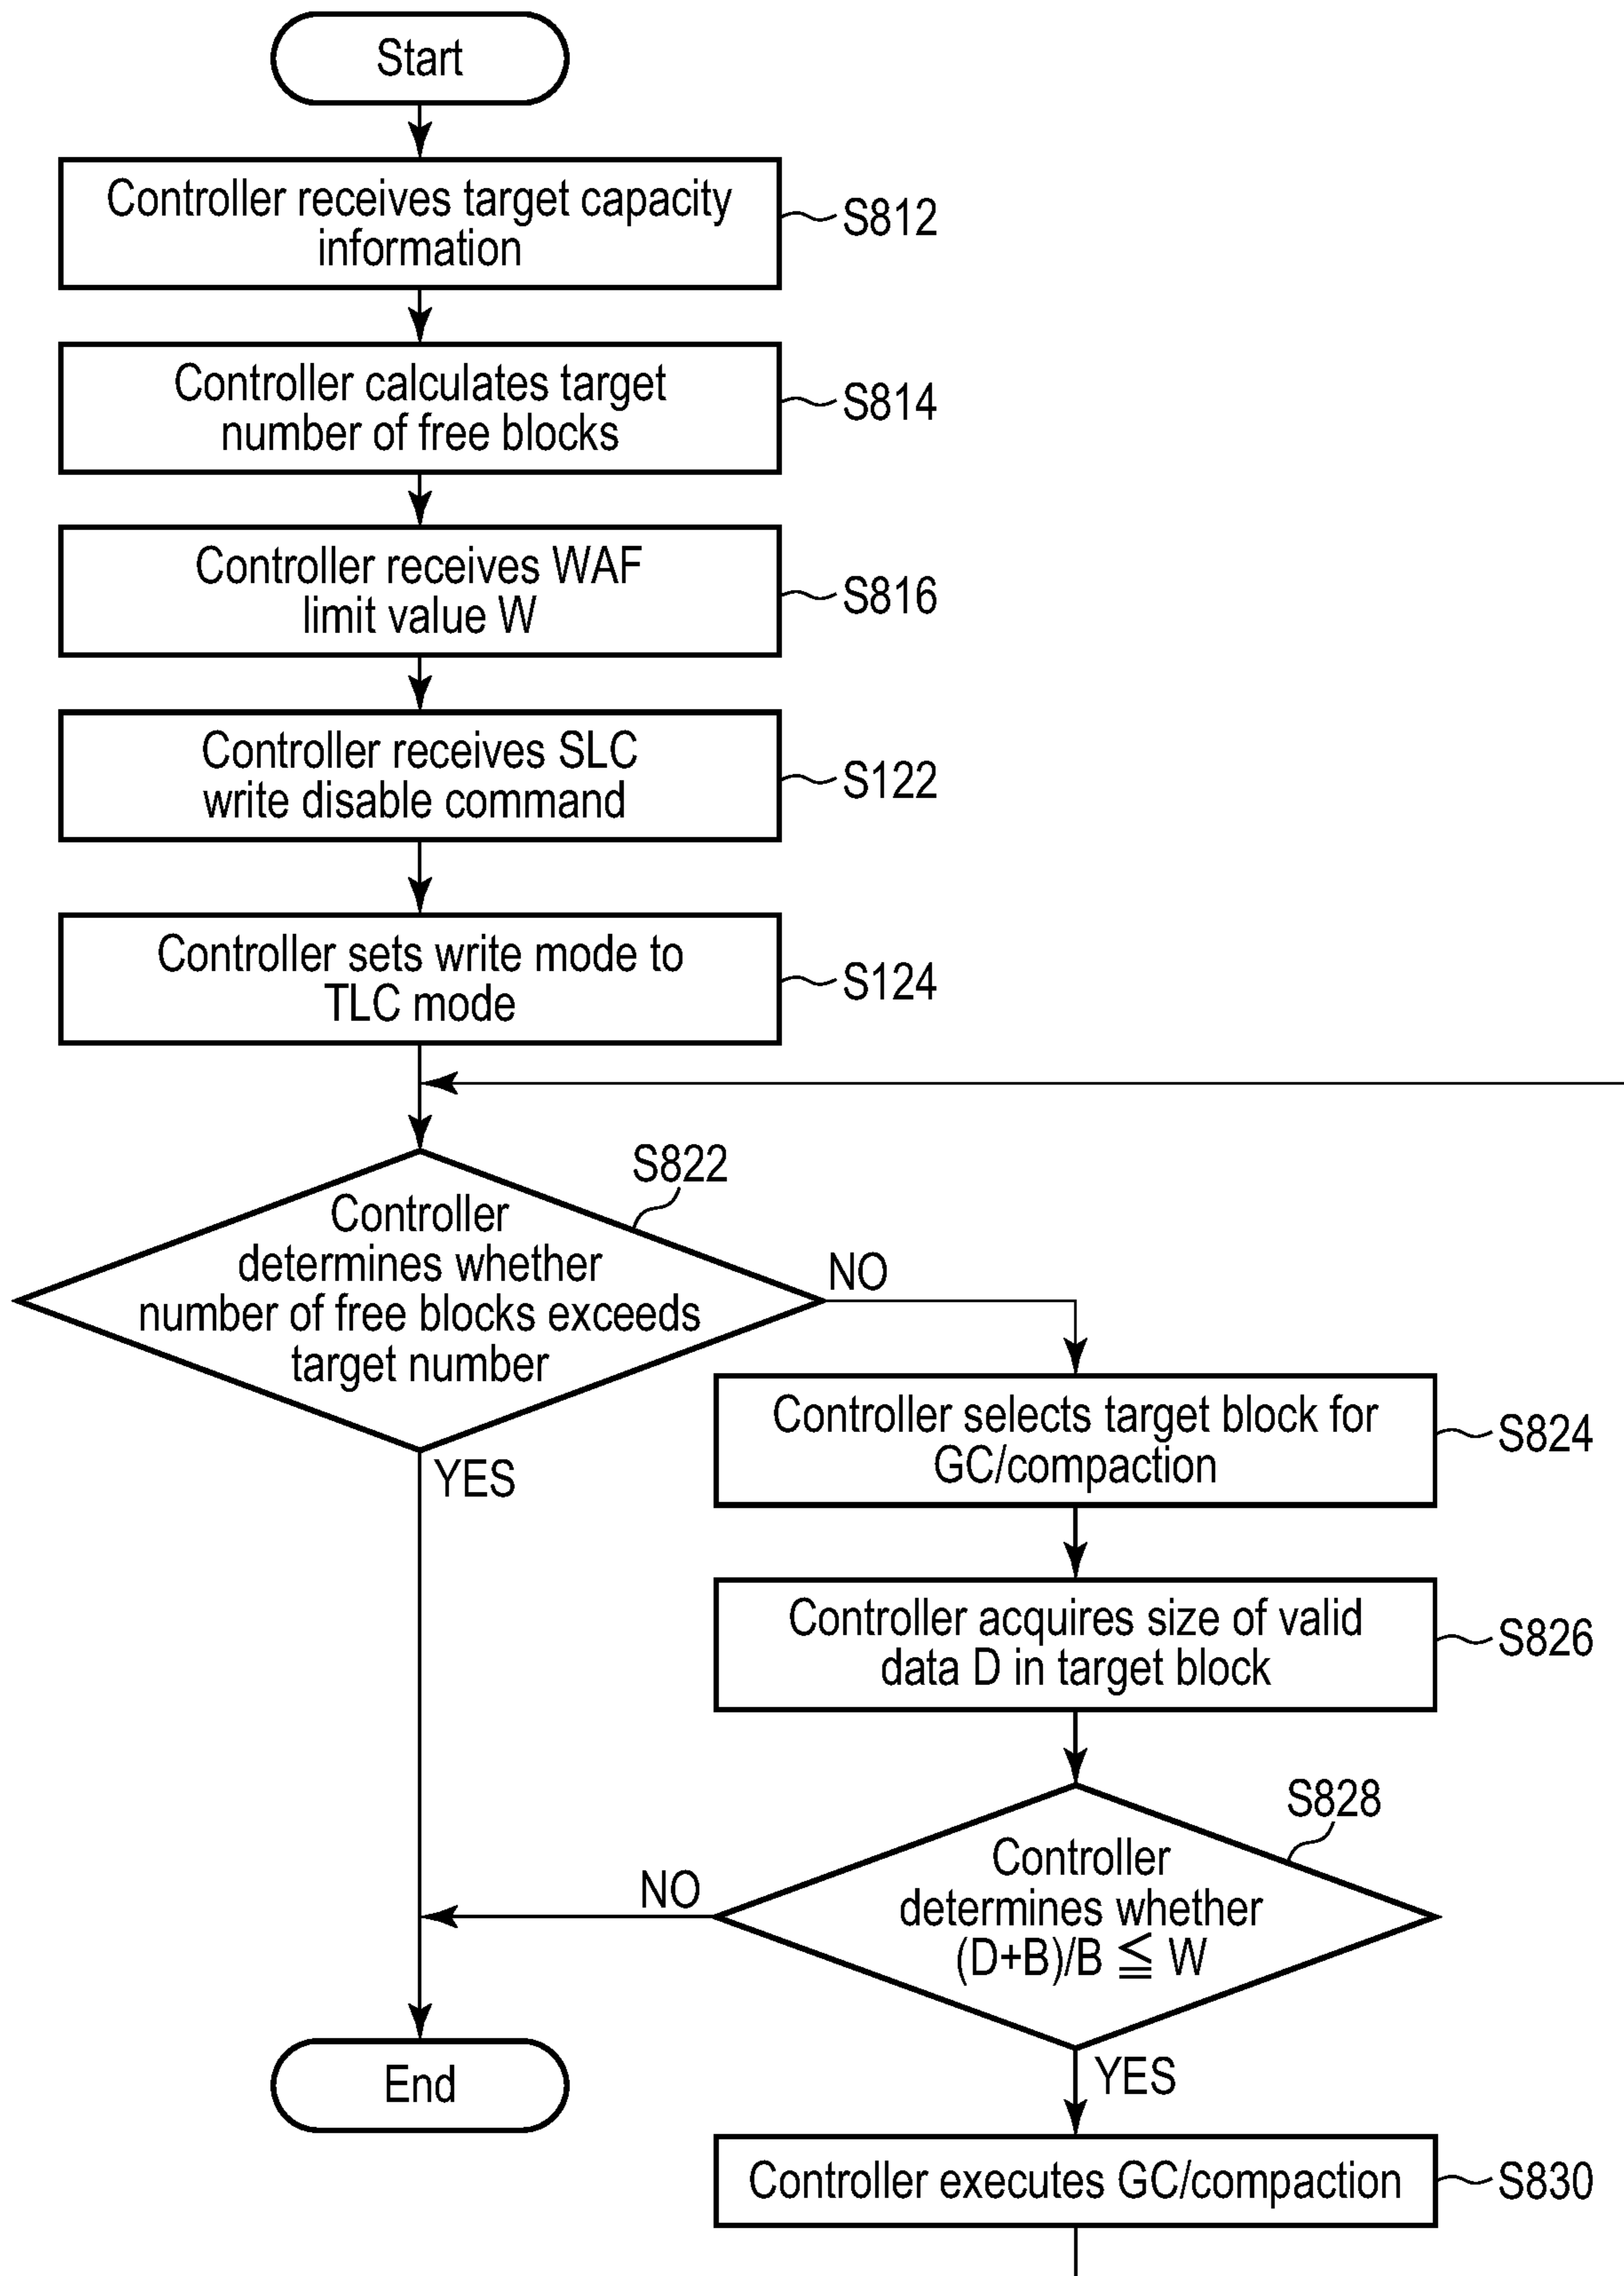 Start
Controller receives target capacity
information
S812
Controller calculates target
number of free blocks
S814
Controller receives WAF
limit value W
S816
Controller receives SLC
write disable command
S122
Controller sets write mode to
TLC mode
S124
S822
Controller
determines whether
number of free blocks exceeds
target number
NO
YES
Controller selects target block for
GC/compaction
S824
Controller acquires size of valid
data D in target block
S826
S828
Controller
determines whether
(D+B)/B ≦ W
NO
YES
End
Controller executes GC/compaction
S830